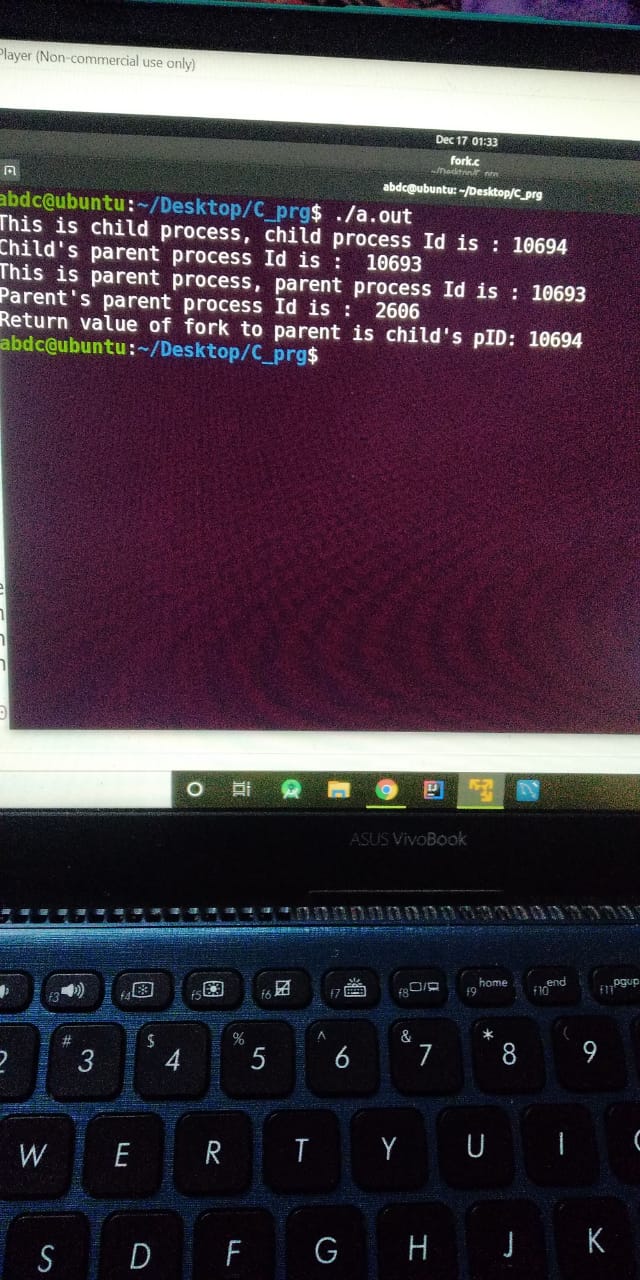 Player (Non-commercial use only)
Dec 17 01:33
fork.c
abdc@ubuntu: ~/Desktop/C_prg
abdc@ubuntu:~/Desktop/C_prg$ ./a.out
This is child process, child process Id is : 10694
Child's parent process Id is :  10693
This is parent process, parent process Id is : 10693
Parent's parent process Id is :  2606
Return value of fork to parent is child's pID: 10694
abdc@ubuntu:~/Desktop/C_prg$
ASUS VivoBook
f3 f4 f5 f6 f7 f8 f9 home f10 end f11 pgup
2 # 3 $ 4 % 5 ^ 6 & 7 * 8 ( 9
W E R T Y U I
S D F G H J K